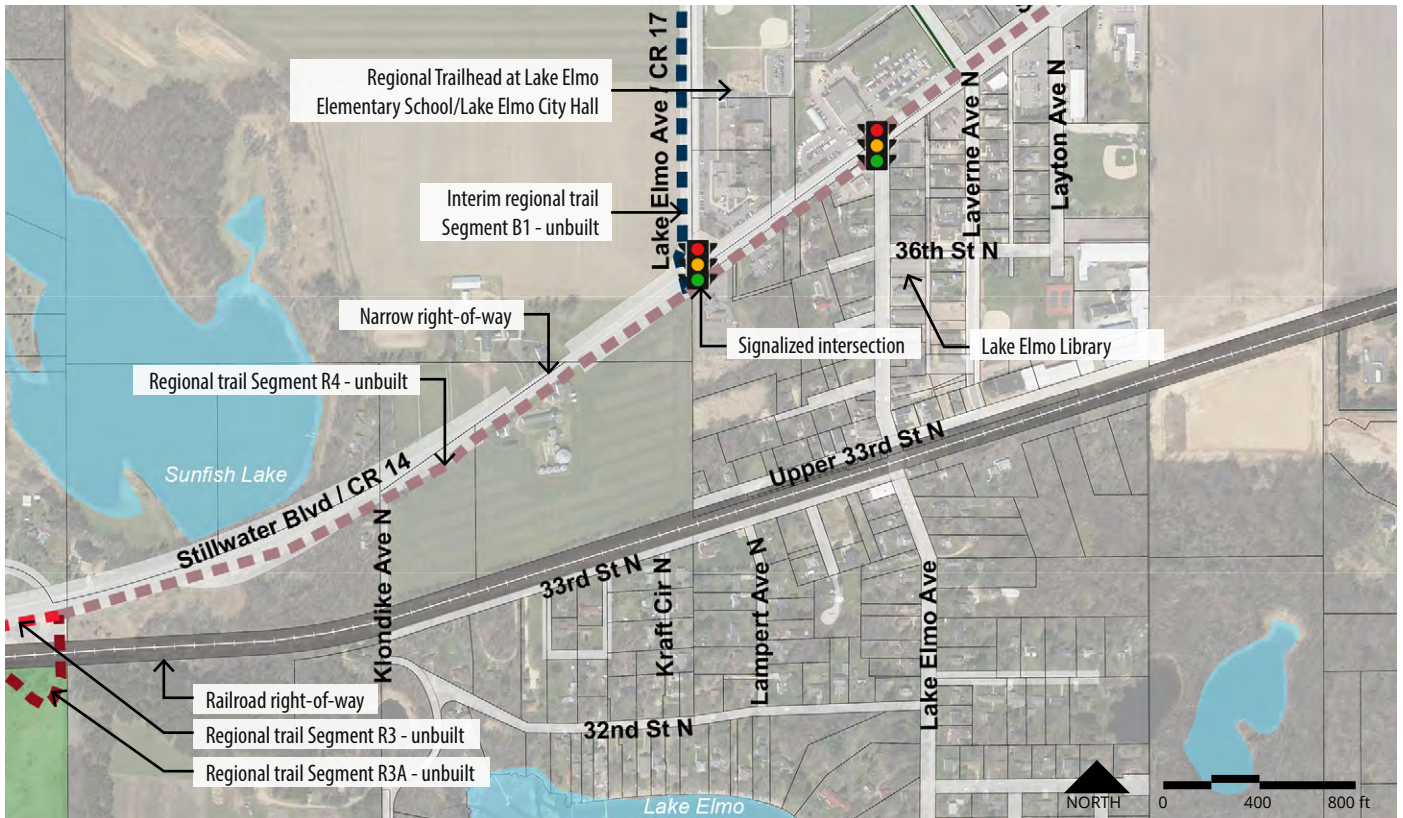 Lake Elmo Ave / CR 17
Regional Trailhead at Lake Elmo
Elementary School/Lake Elmo City Hall
Laverne Ave N
Layton Ave N
Interim regional trail
Segment B1 - unbuilt
36th St N
Narrow right-of-way
Signalized intersection
Lake Elmo Library
Regional trail Segment R4 - unbuilt
Sunfish Lake
Stillwater Blvd / CR 14
Upper 33rd St N
Klondike Ave N
33rd St N
Kraft Cir N
Lampert Ave N
Lake Elmo Ave
Railroad right-of-way
32nd St N
Regional trail Segment R3 - unbuilt
Regional trail Segment R3A - unbuilt
Lake Elmo
NORTH
0 400 800 ft